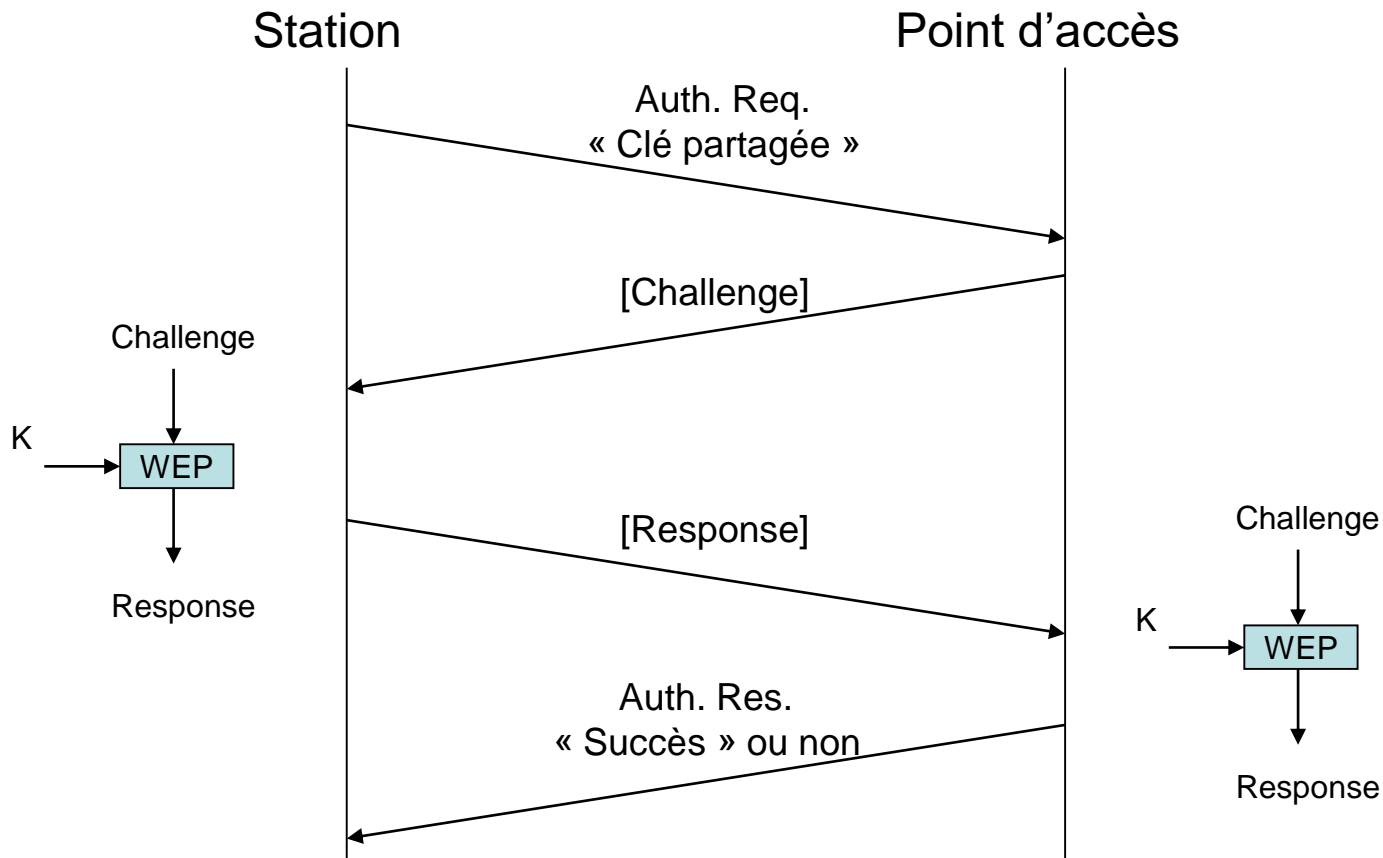 Station
Point d’accès
Auth. Req.
« Clé partagée »
[Challenge]
Challenge
K
WEP
Response
[Response]
Challenge
K
WEP
Response
Auth. Res.
« Succès » ou non